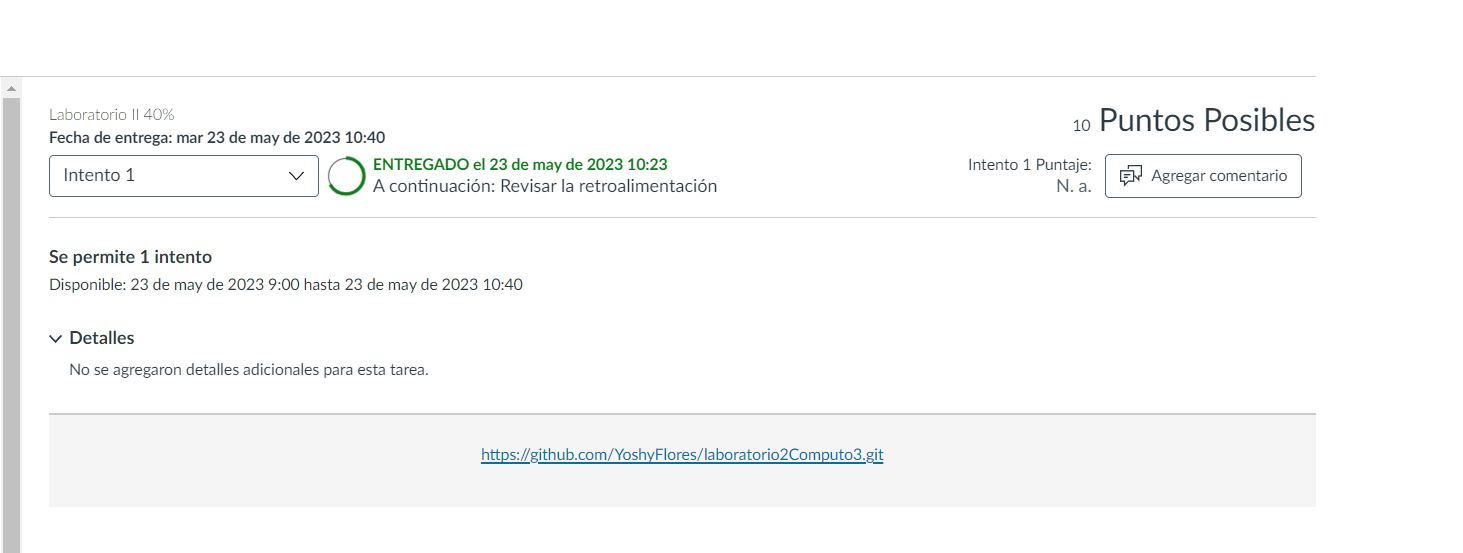 Laboratorio II 40%
Fecha de entrega: mar 23 de may de 2023 10:40
10 Puntos Posibles
Intento 1
ENTREGADO el 23 de may de 2023 10:23
A continuación: Revisar la retroalimentación
Intento 1 Puntaje:
N. a.
Agregar comentario
Se permite 1 intento
Disponible: 23 de may de 2023 9:00 hasta 23 de may de 2023 10:40
Detalles
No se agregaron detalles adicionales para esta tarea.
https://github.com/YoshyFlores/laboratorio2Computo3.git